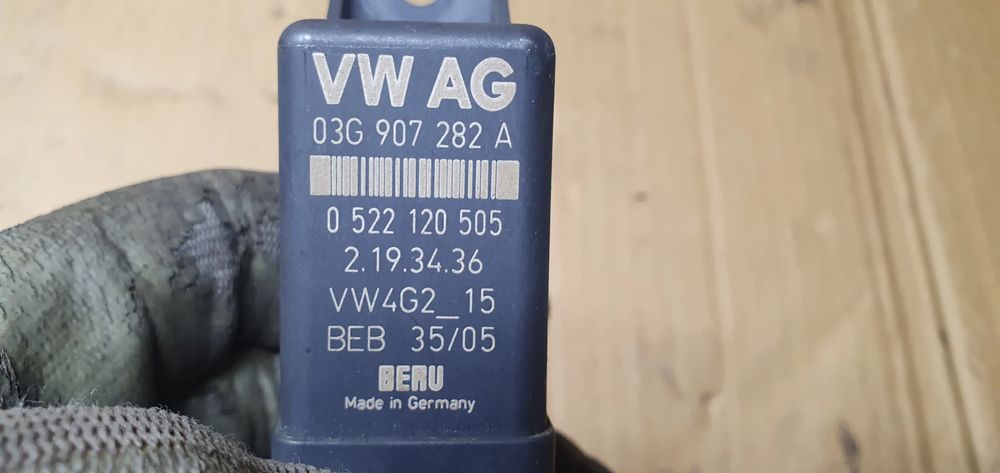 VW AG
03G 907 282 A
0 522 120 505
2.19.34.36
VW4G2_15
BEB 35/05
BERU
Made in Germany